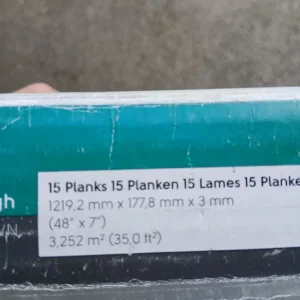 15 Planks 15 Planken 15 Lames 15 Planke
1219,2 mm x 177,8 mm x 3 mm
(48" x 7")
3,252 m² (35,0 ft²)